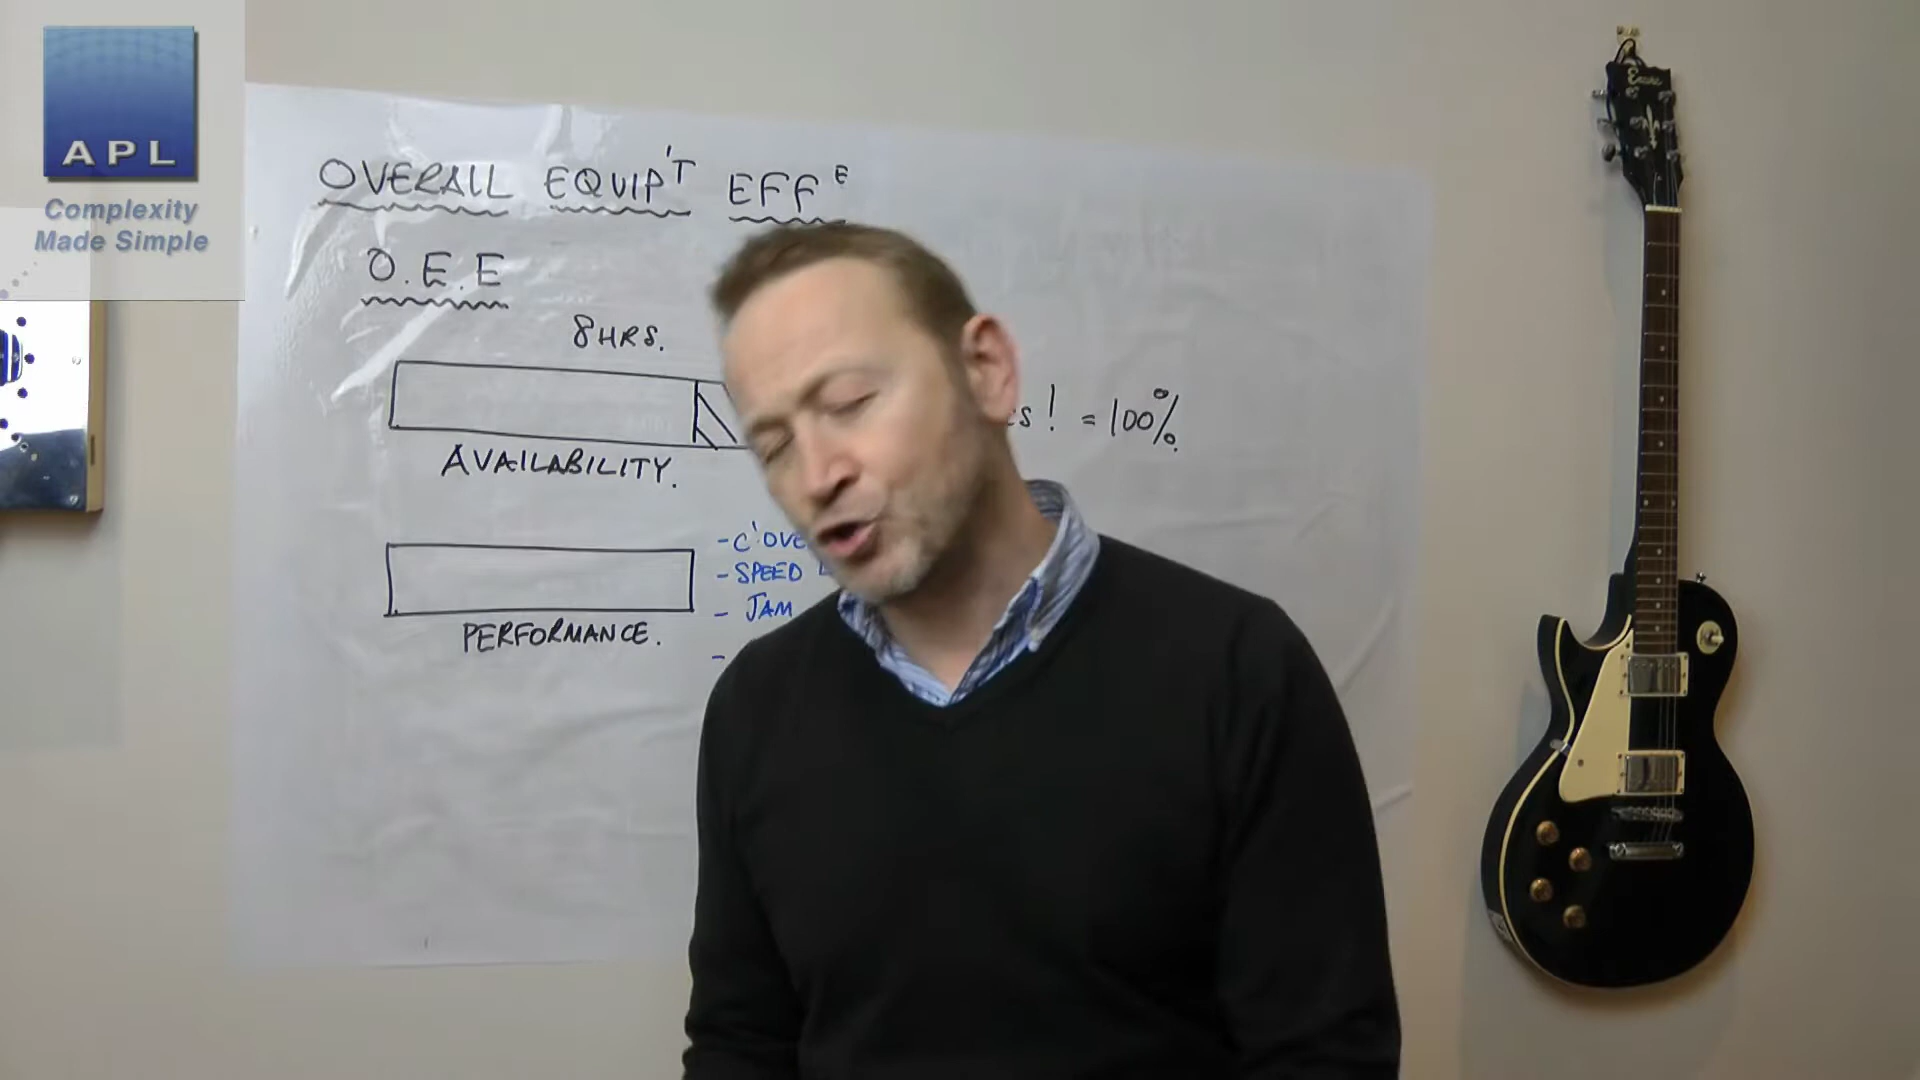 APL
Complexity
Made Simple
OVERALL EQUIP'T EFF E
O.E.E
8HRS.
! = 100%
AVAILABILITY.
-
- SPEED
- JAM
-
PERFORMANCE.